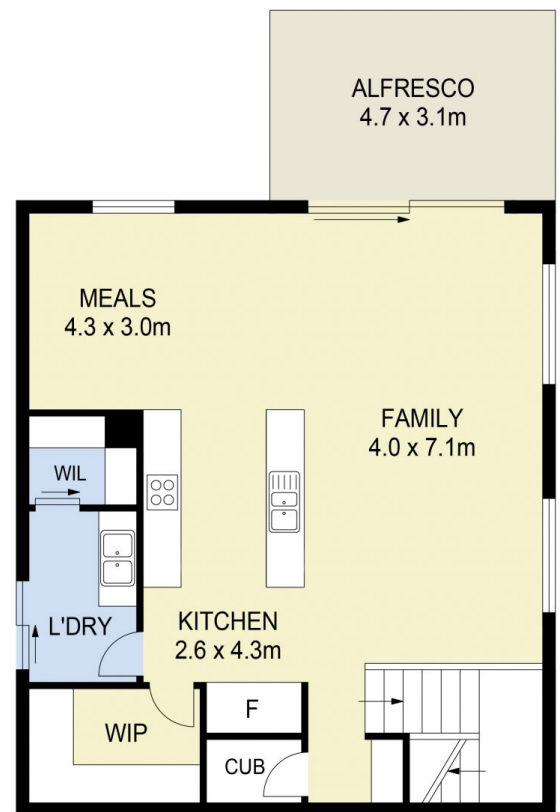 ALFRESCO
4.7 x 3.1m
MEALS
4.3 x 3.0m
FAMILY
4.0 x 7.1m
WIL
L'DRY
KITCHEN
2.6 x 4.3m
WIP
F
CUB